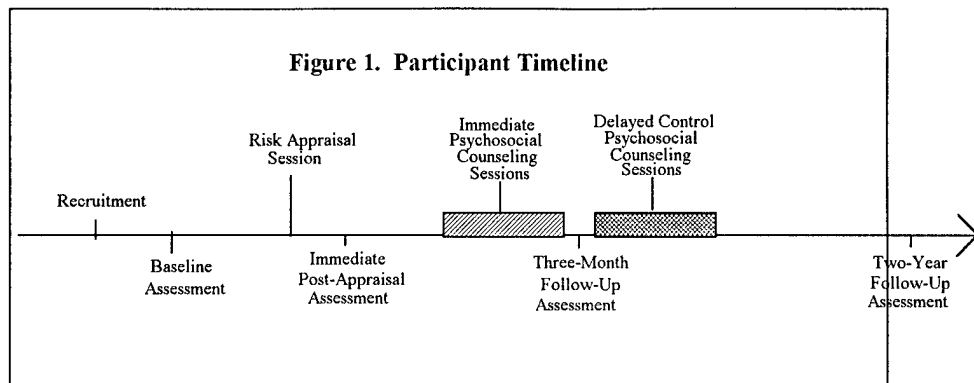 Figure 1. Participant Timeline
Immediate
Psychosocial
Counseling
Sessions
Delayed Control
Psychosocial
Counseling
Sessions
Risk Appraisal
Session
Recruitment
Baseline
Assessment
Immediate
Post-Appraisal
Assessment
Three-Month
Follow-Up
Assessment
Two-Year
Follow-Up
Assessment